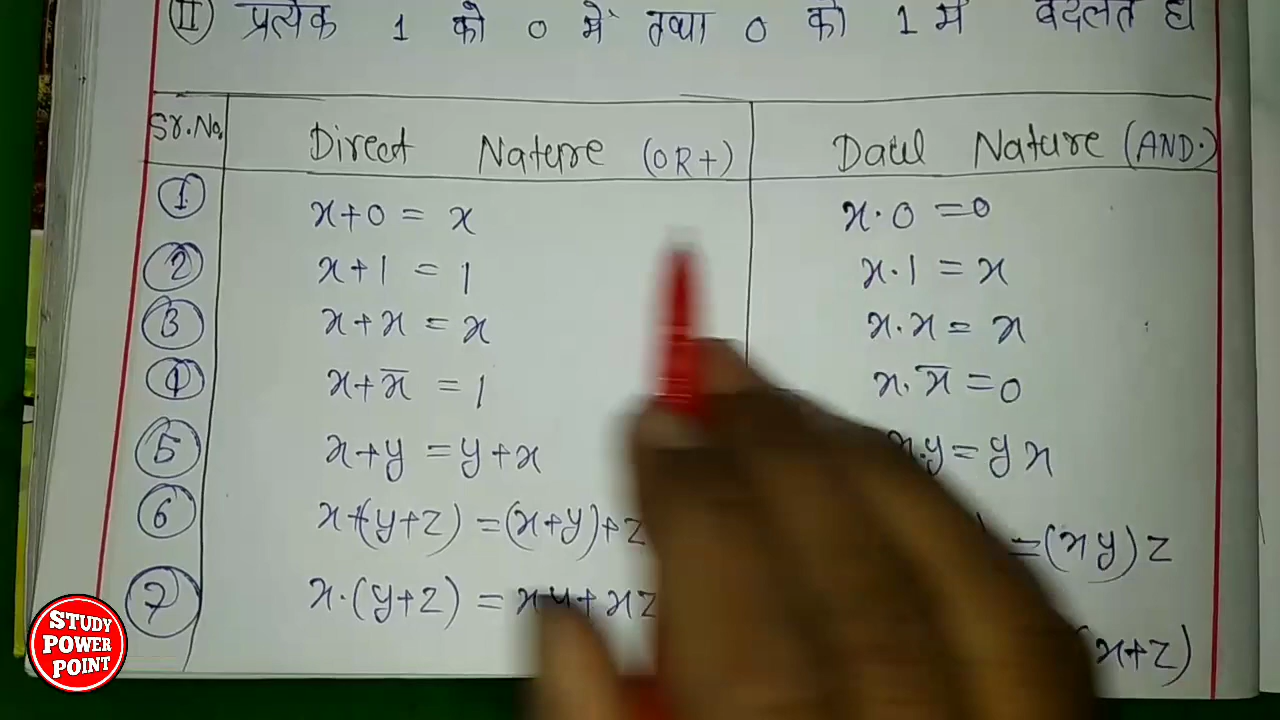 II प्रत्येक 1 को 0 में तथा 0 को 1 में बदलते है
Sr.No. Direct Nature (OR+) Daul Nature (AND·)
1 x+0 = x x·0 =0
2 x+1 = 1 x·1 = x
3 x+x = x x·x = x
4 x+x̅ = 1 x·x̅ =0
5 x+y =y+x x·y=yx
6 x+(y+z) =(x+y)+z =(xy)z
7 x·(y+z) = xy+xz (x+z)
STUDY
POWER
POINT